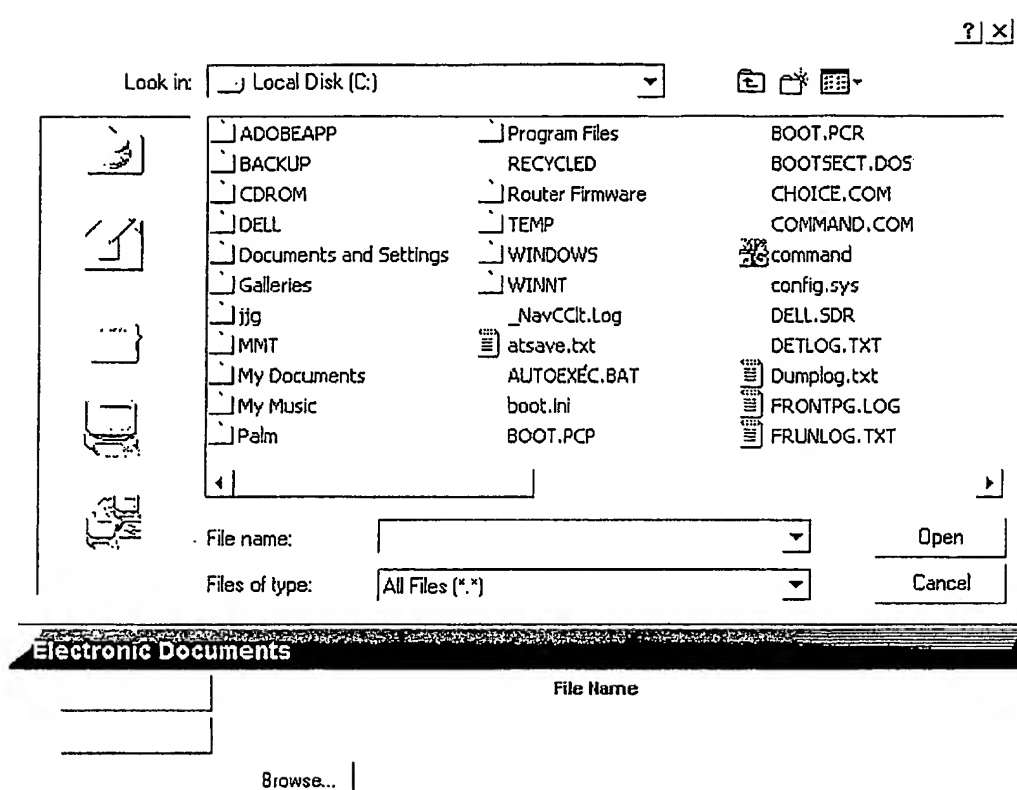 ? ×
Look in: Local Disk (C:)
ADOBEAPP
BACKUP
CDROM
DELL
Documents and Settings
Galleries
jjg
MMT
My Documents
My Music
Palm
Program Files
RECYCLED
Router Firmware
TEMP
WINDOWS
WINNT
_NavCClt.Log
atsave.txt
AUTOEXEC.BAT
boot.ini
BOOT.PCP
BOOT.PCR
BOOTSECT.DOS
CHOICE.COM
COMMAND.COM
command
config.sys
DELL.SDR
DETLOG.TXT
Dumplog.txt
FRONTPG.LOG
FRUNLOG.TXT
File name: Open
Files of type: All Files (*.*) Cancel
Electronic Documents
File Name
Browse...